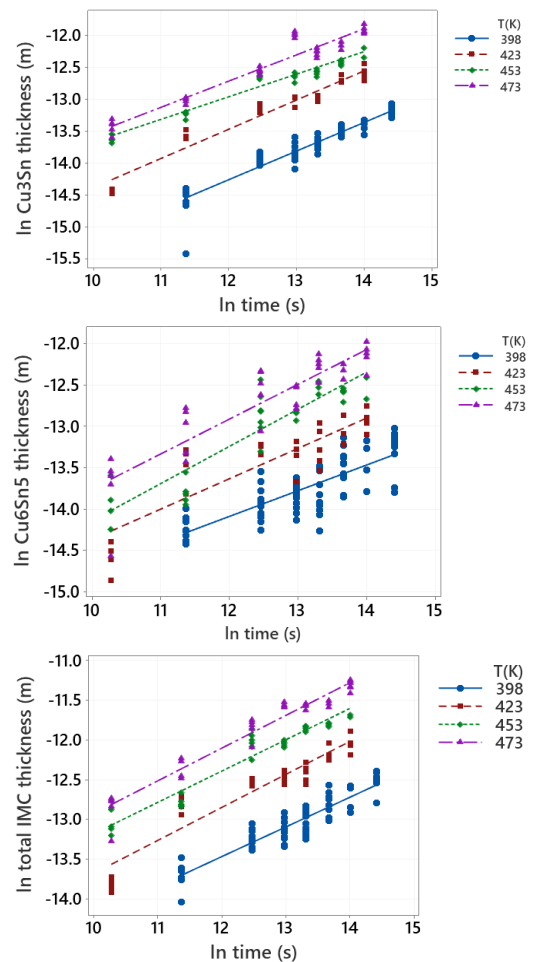 T(K)
398
423
453
473
-12.0
-12.5
-13.0
-13.5
-14.0
-14.5
-15.0
-15.5
ln Cu3Sn thickness (m)
10 11 12 13 14 15
ln time (s)
T(K)
398
423
453
473
-12.0
-12.5
-13.0
-13.5
-14.0
-14.5
-15.0
ln Cu6Sn5 thickness (m)
10 11 12 13 14 15
ln time (s)
T(K)
398
423
453
473
-11.0
-11.5
-12.0
-12.5
-13.0
-13.5
-14.0
ln total IMC thickness (m)
10 11 12 13 14 15
ln time (s)